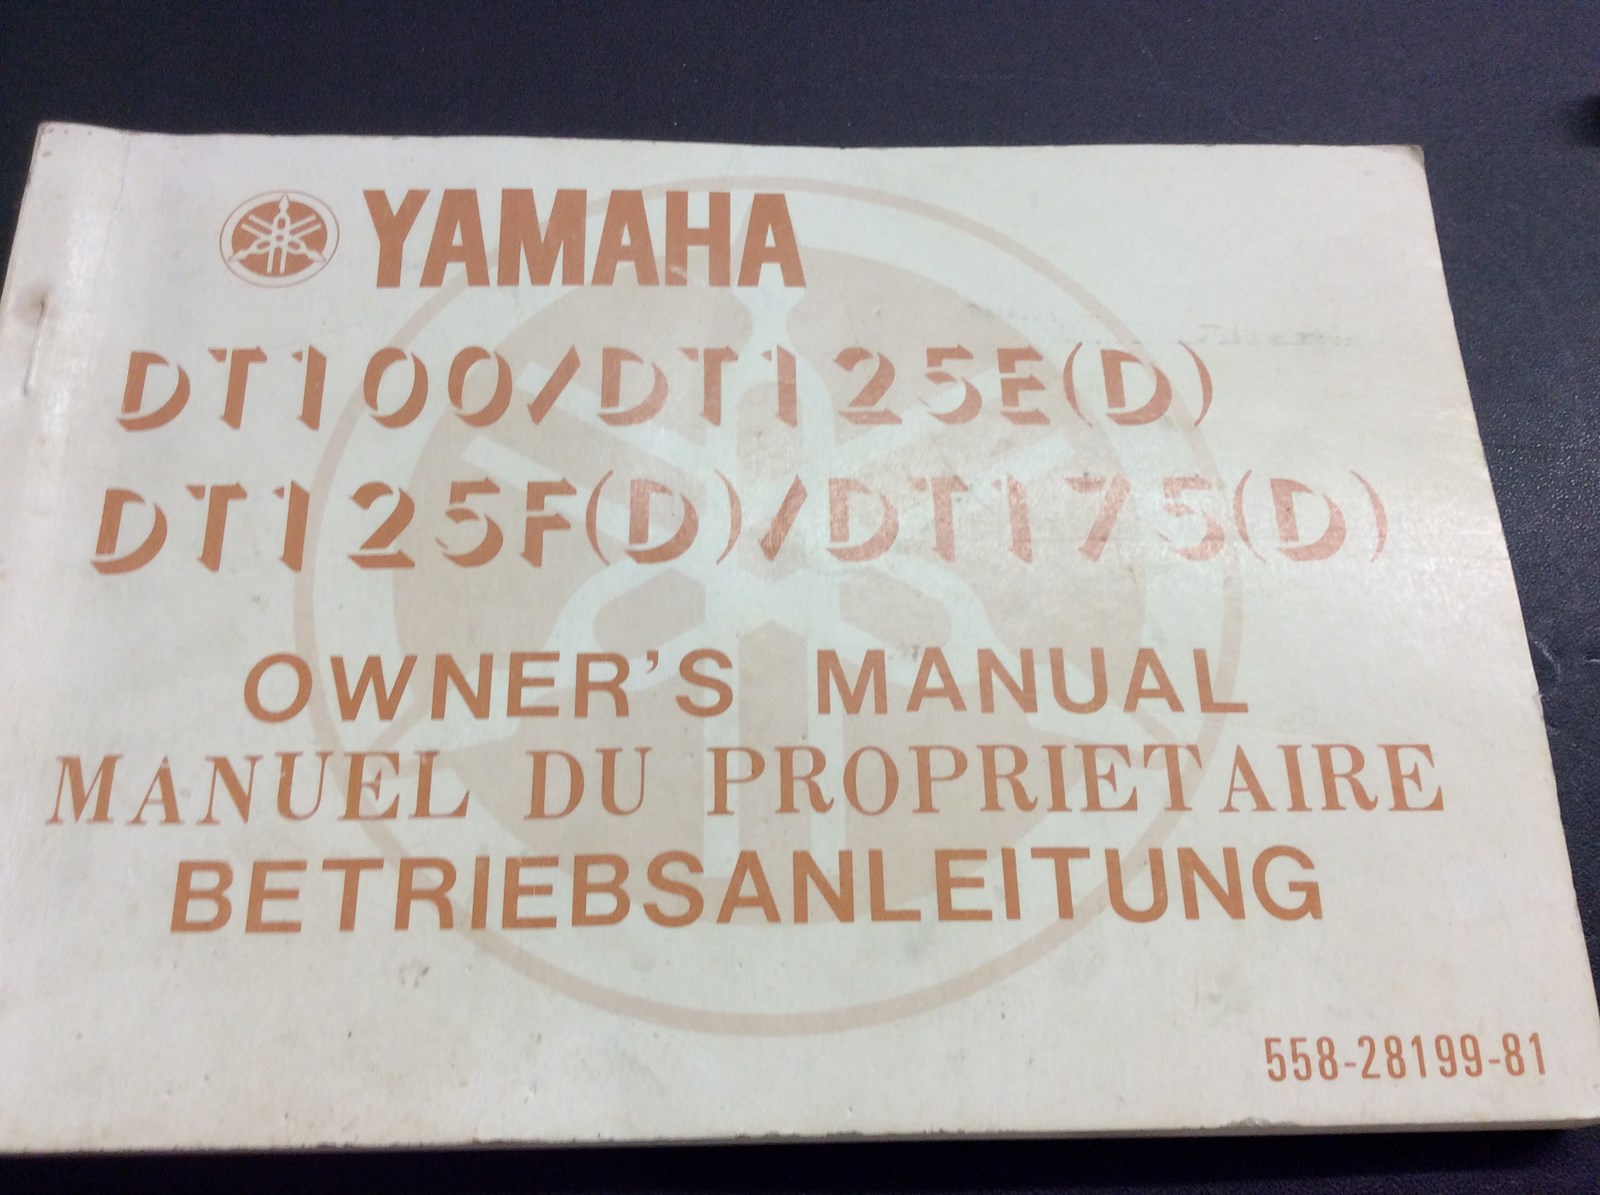 YAMAHA
DT100/DT125E(D)
DT125F(D)/DT175(D)
OWNER'S MANUAL
MANUEL DU PROPRIETAIRE
BETRIEBSANLEITUNG
558-28199-81